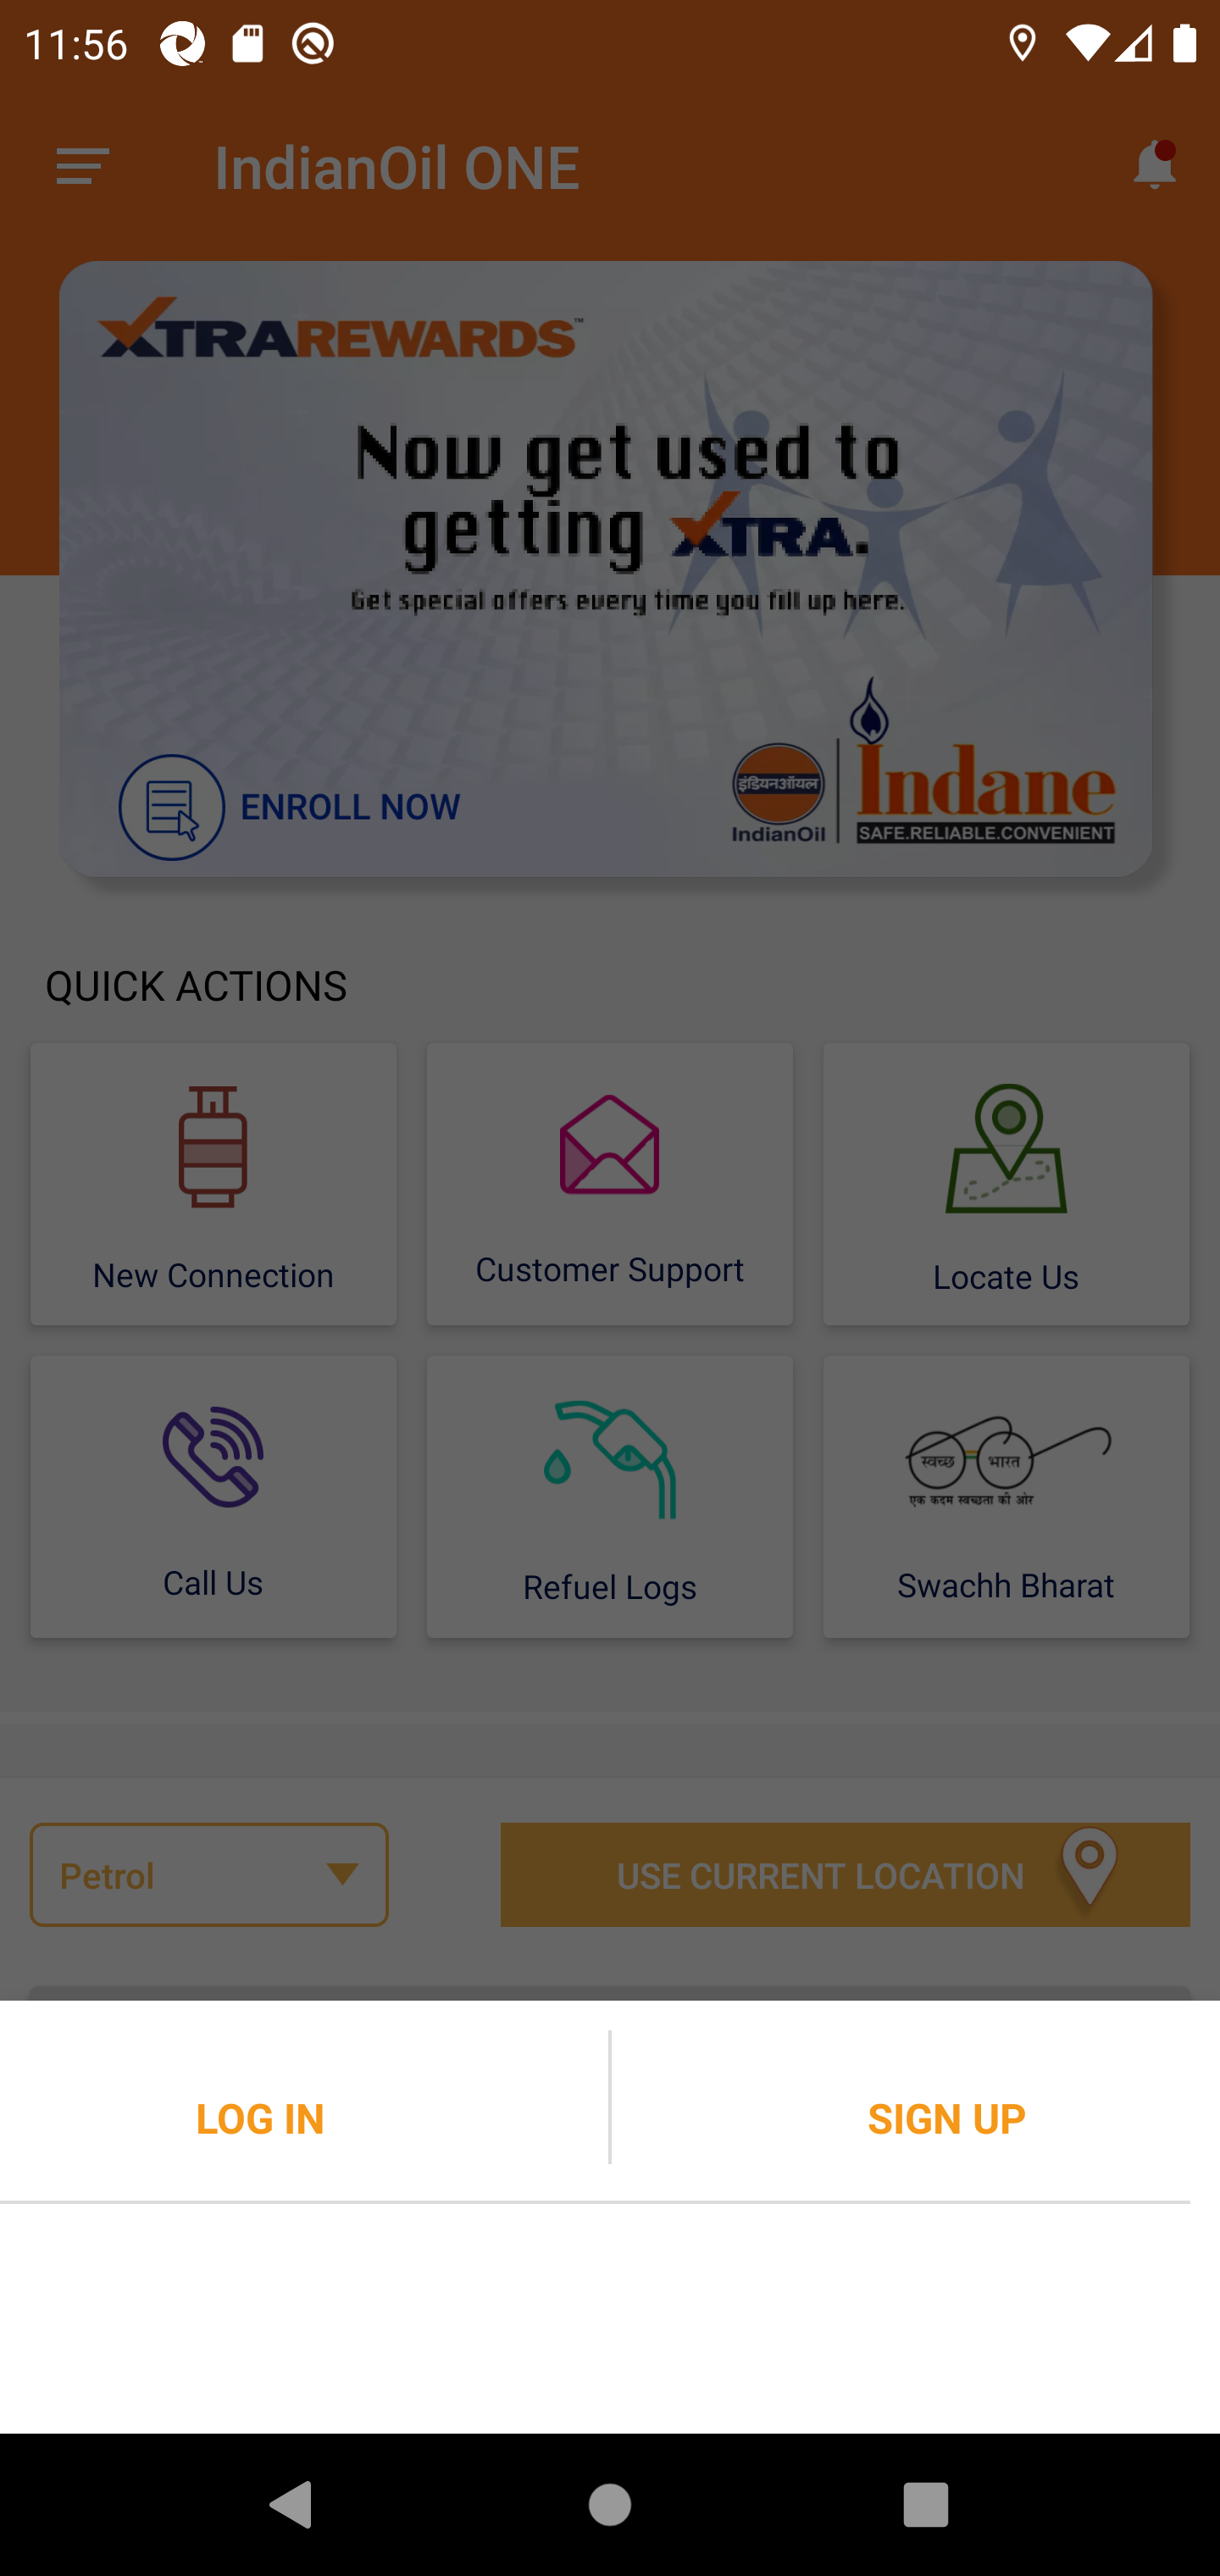 11:56
IndianOil ONE
XTRAREWARDS™
Now get used to
getting XTRA.
Get special offers every time you fill up here.
ENROLL NOW
इंडियनऑयल
IndianOil
Indane
SAFE.RELIABLE.CONVENIENT
QUICK ACTIONS
New Connection
Customer Support
Locate Us
स्वच्छ भारत
एक कदम स्वच्छता की ओर
Call Us
Refuel Logs
Swachh Bharat
Petrol
USE CURRENT LOCATION
LOG IN
SIGN UP